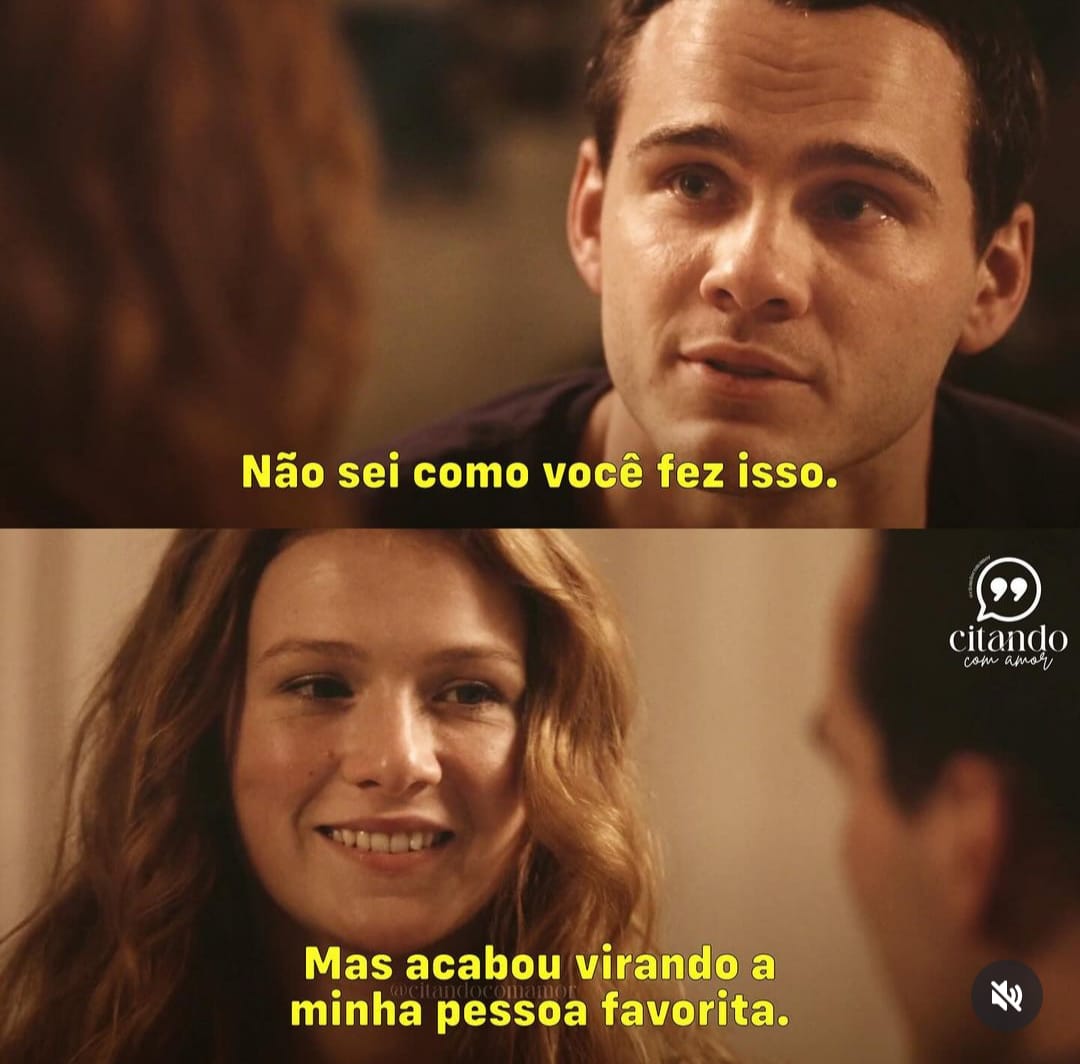 Não sei como você fez isso.
citando
com amor
Mas acabou virando a
@citandocomamor
minha pessoa favorita.